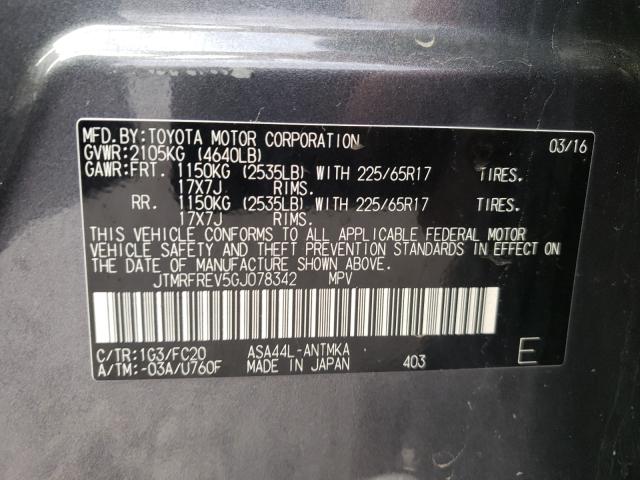 MFD.BY:TOYOTA MOTOR CORPORATION 03/16
GVWR:2105KG (4640LB)
GAWR:FRT. 1150KG (2535LB) WITH 225/65R17 TIRES.
17X7J RIMS.
RR. 1150KG (2535LB) WITH 225/65R17 TIRES.
17X7J RIMS.
THIS VEHICLE CONFORMS TO ALL APPLICABLE FEDERAL MOTOR
VEHICLE SAFETY AND THEFT PREVENTION STANDARDS IN EFFECT ON
THE DATE OF MANUFACTURE SHOWN ABOVE.
JTMRFREV5GJ078342 MPV
C/TR:1G3/FC20 ASA44L-ANTMKA
A/TM:-03A/U760F MADE IN JAPAN 403 E